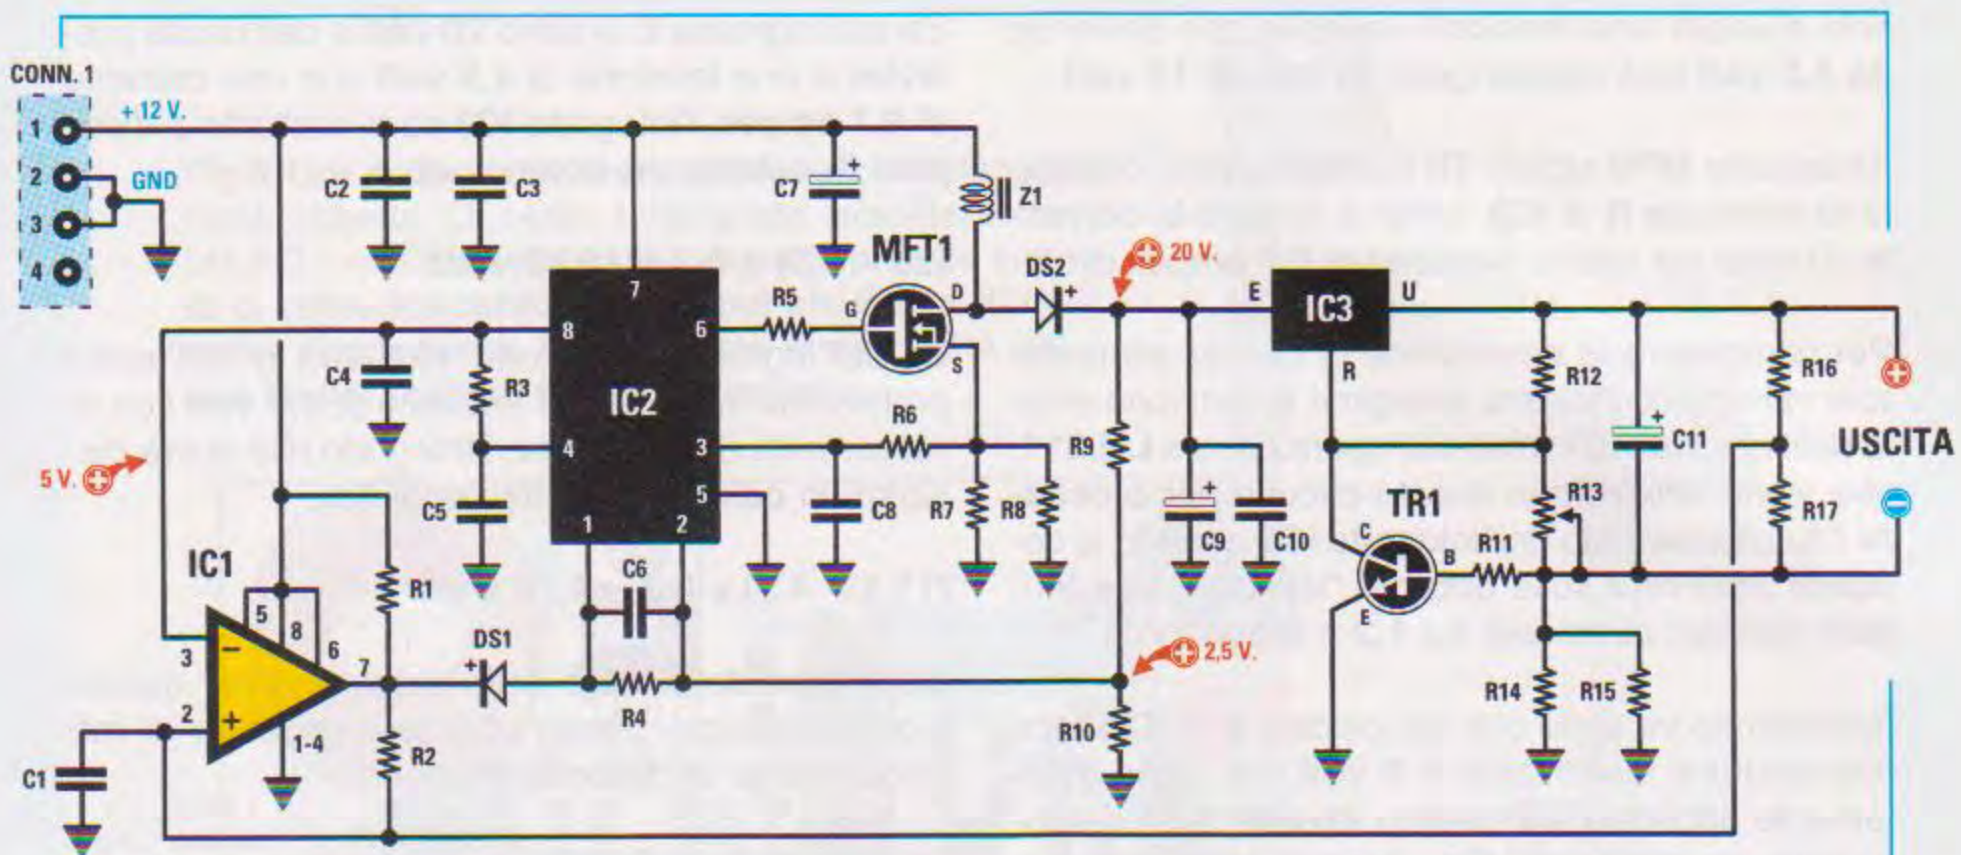 CONN. 1
+ 12 V.
1
2
GND
3
4
C2
C3
C7
+
Z1
MFT1
D
G
S
DS2
+
20 V.
E
IC3
U
R
7
8
6
4
IC2
3
5
1
2
R5
C4
R3
R6
R9
R12
R16
C11
+
USCITA
5 V.
C5
C8
R7
R8
C9
+
C10
R13
R17
TR1
C
B
E
R11
IC1
5
8
6
3
−
7
2
+
1-4
R1
C6
DS1
+
R4
2,5 V.
R14
R15
R10
C1
R2